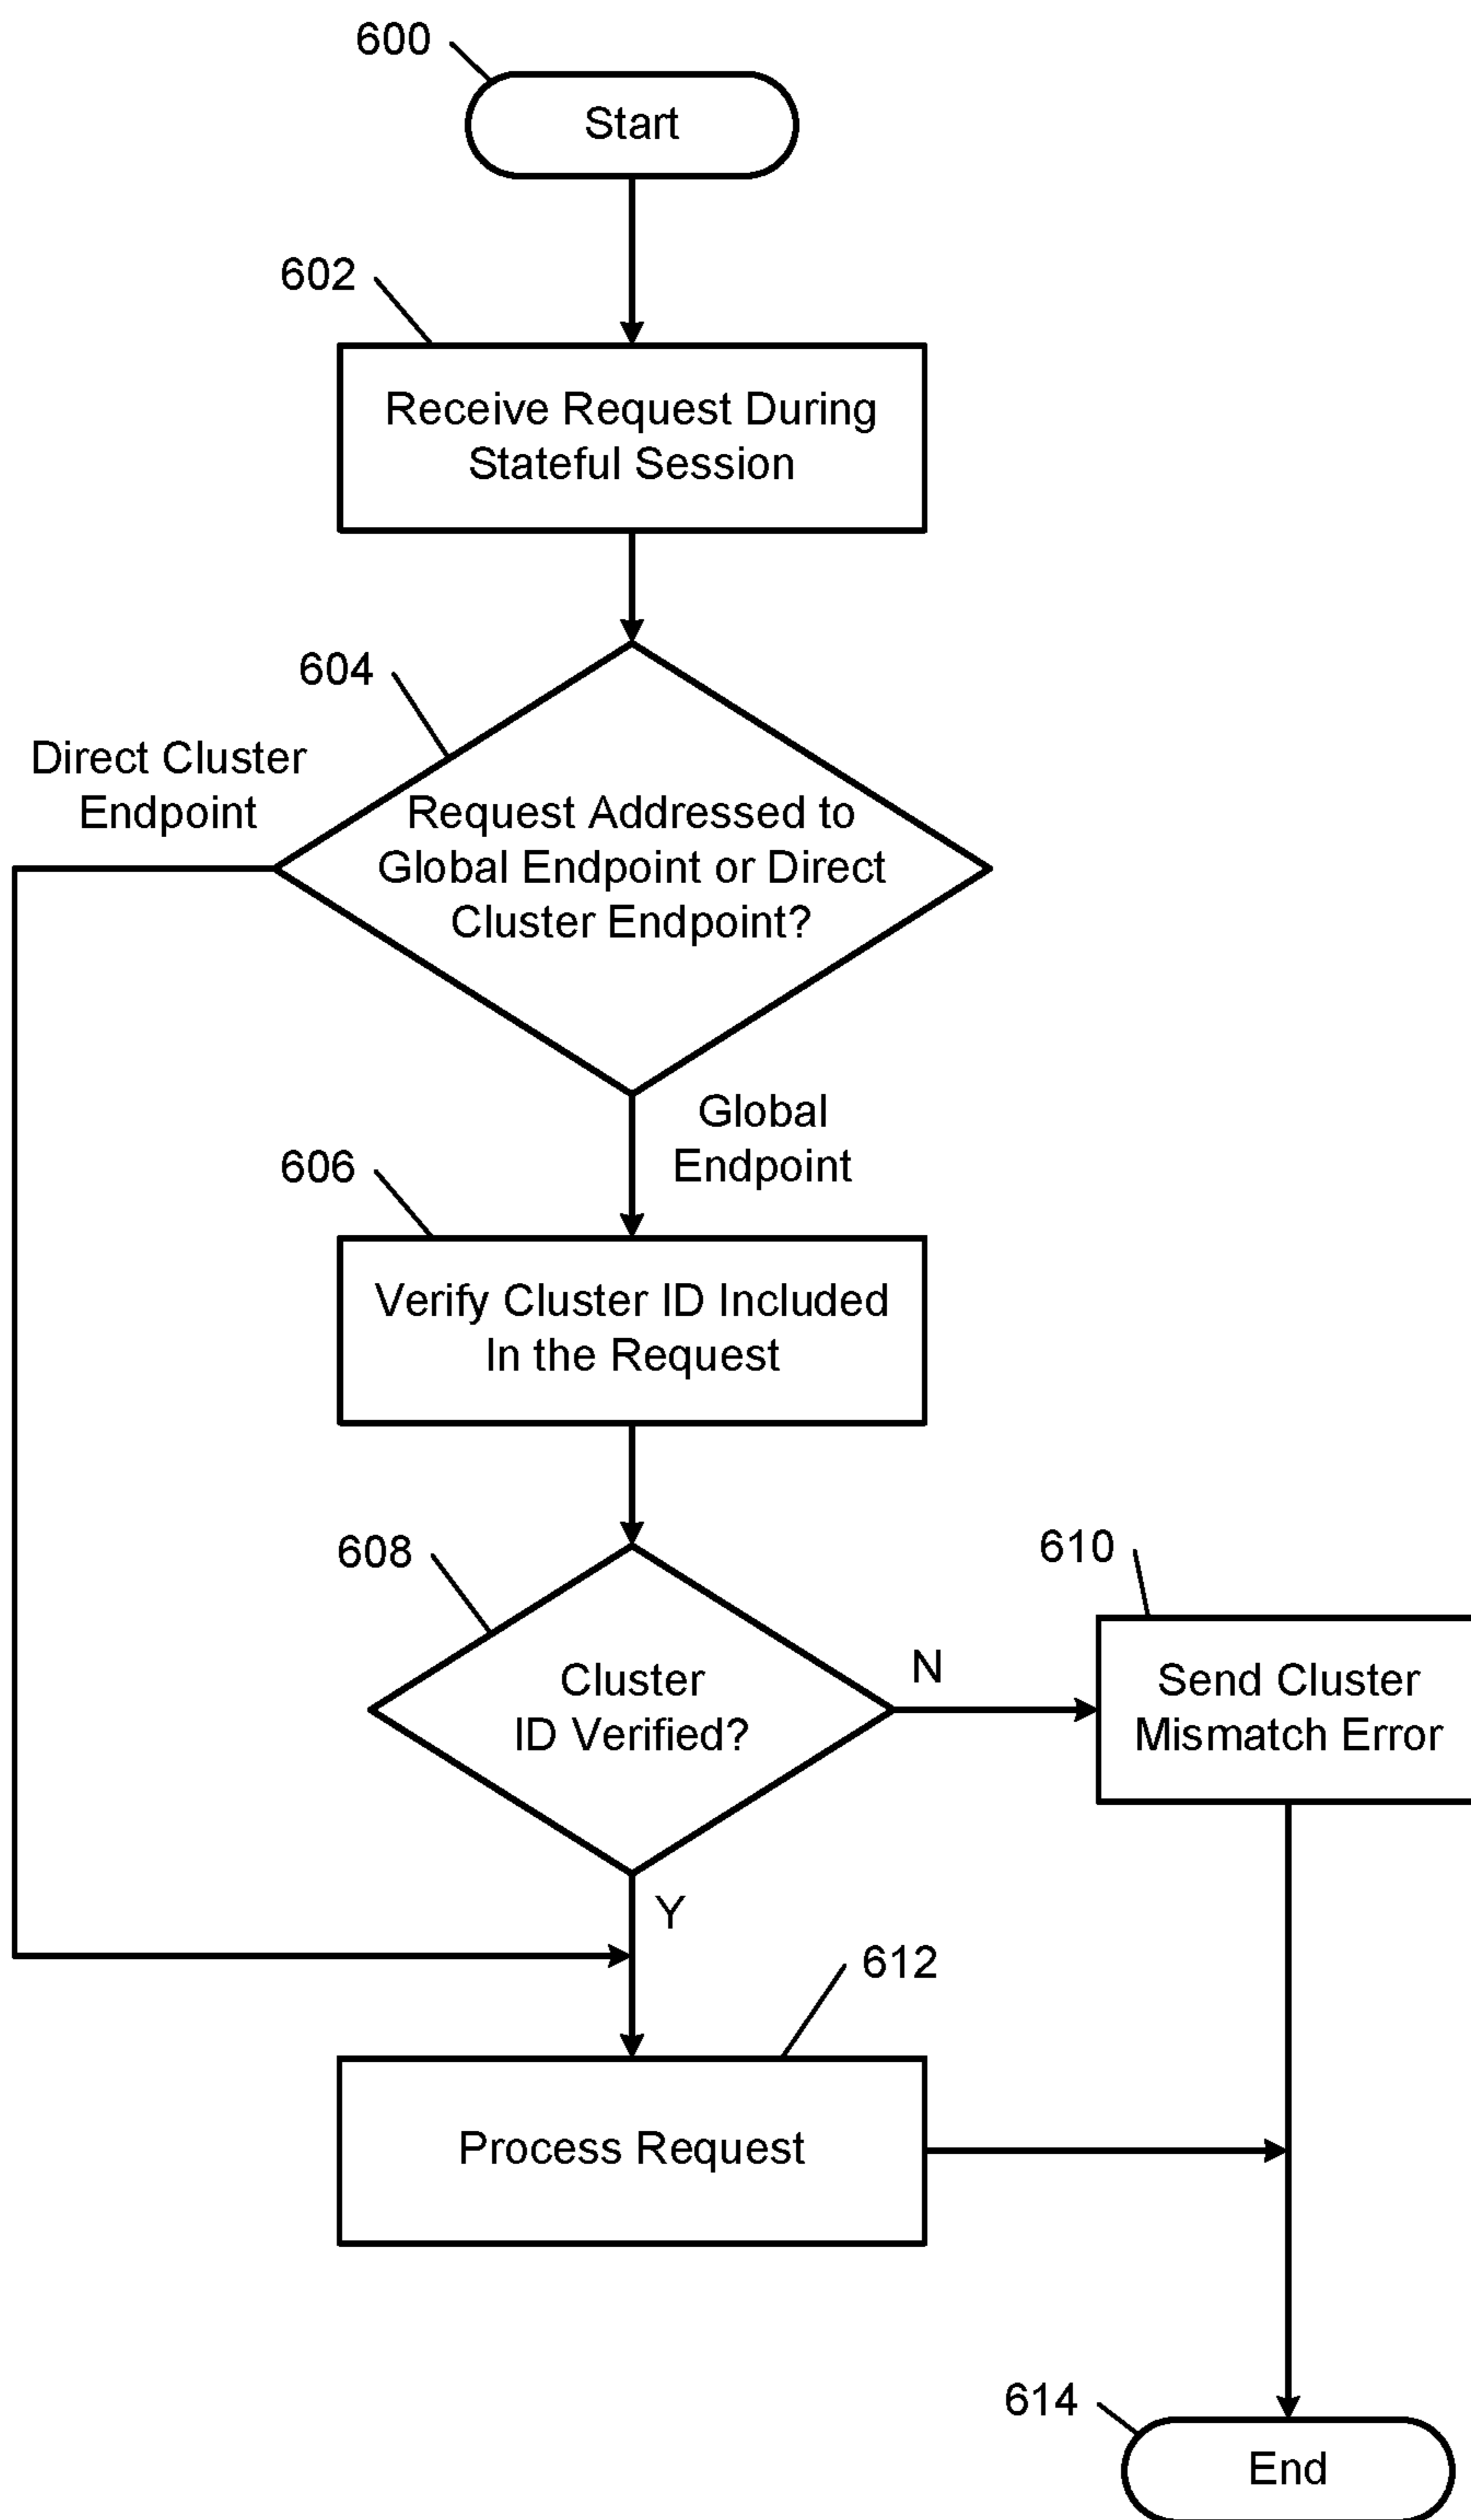 600
Start
602
Receive Request During
Stateful Session
604
Direct Cluster
Endpoint
Request Addressed to
Global Endpoint or Direct
Cluster Endpoint?
Global
Endpoint
606
Verify Cluster ID Included
In the Request
608
Cluster
ID Verified?
N
610
Send Cluster
Mismatch Error
Y
612
Process Request
614
End